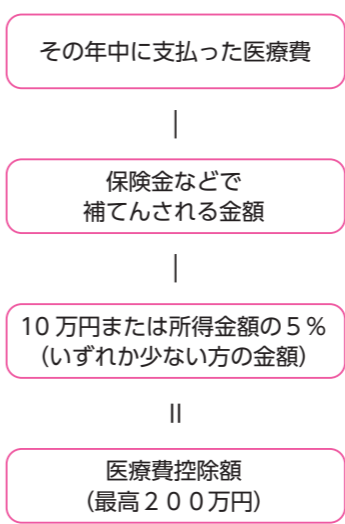 その年中に支払った医療費
|
保険金などで
補てんされる金額
|
10万円または所得金額の5%
(いずれか少ない方の金額)
=
医療費控除額
(最高200万円)